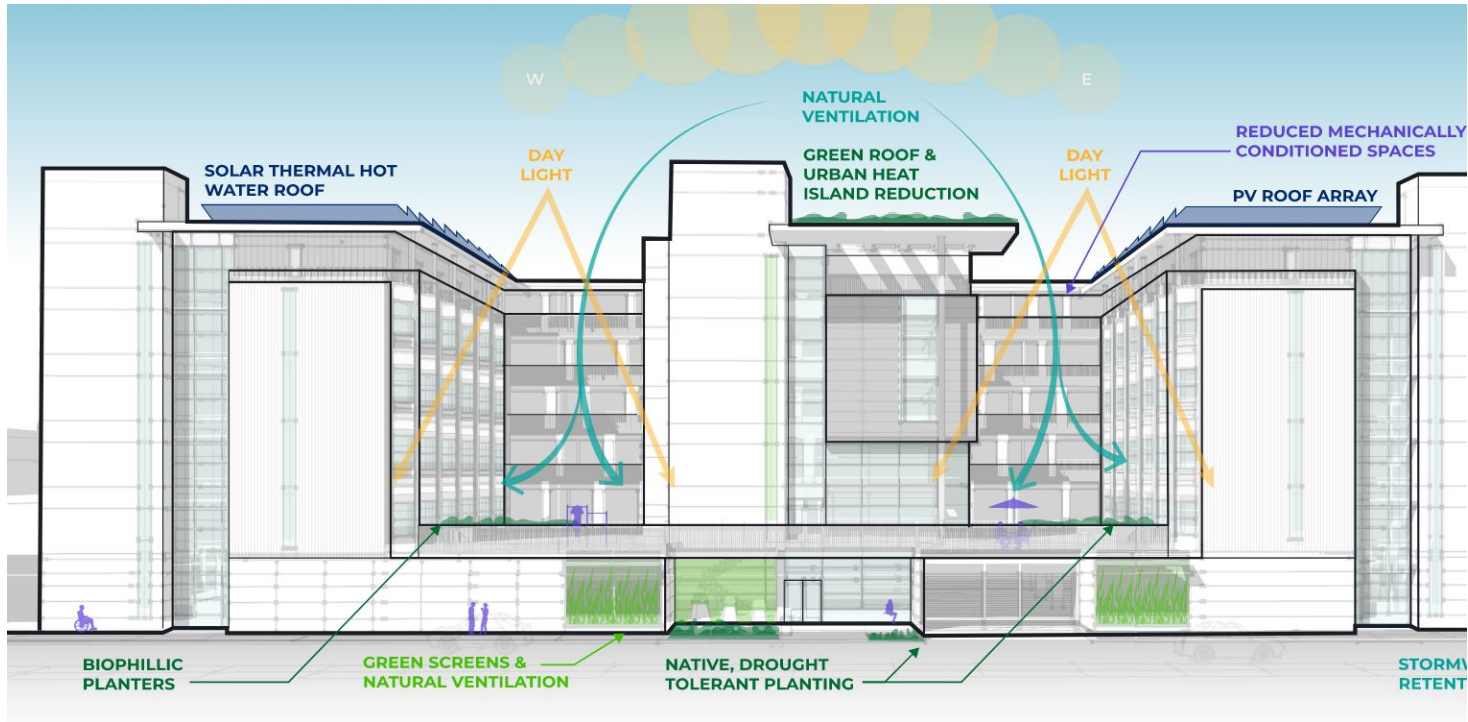 W
E
NATURAL
VENTILATION
REDUCED MECHANICALLY
CONDITIONED SPACES
SOLAR THERMAL HOT
WATER ROOF
DAY
LIGHT
GREEN ROOF &
URBAN HEAT
ISLAND REDUCTION
DAY
LIGHT
PV ROOF ARRAY
BIOPHILLIC
PLANTERS
GREEN SCREENS &
NATURAL VENTILATION
NATIVE, DROUGHT
TOLERANT PLANTING